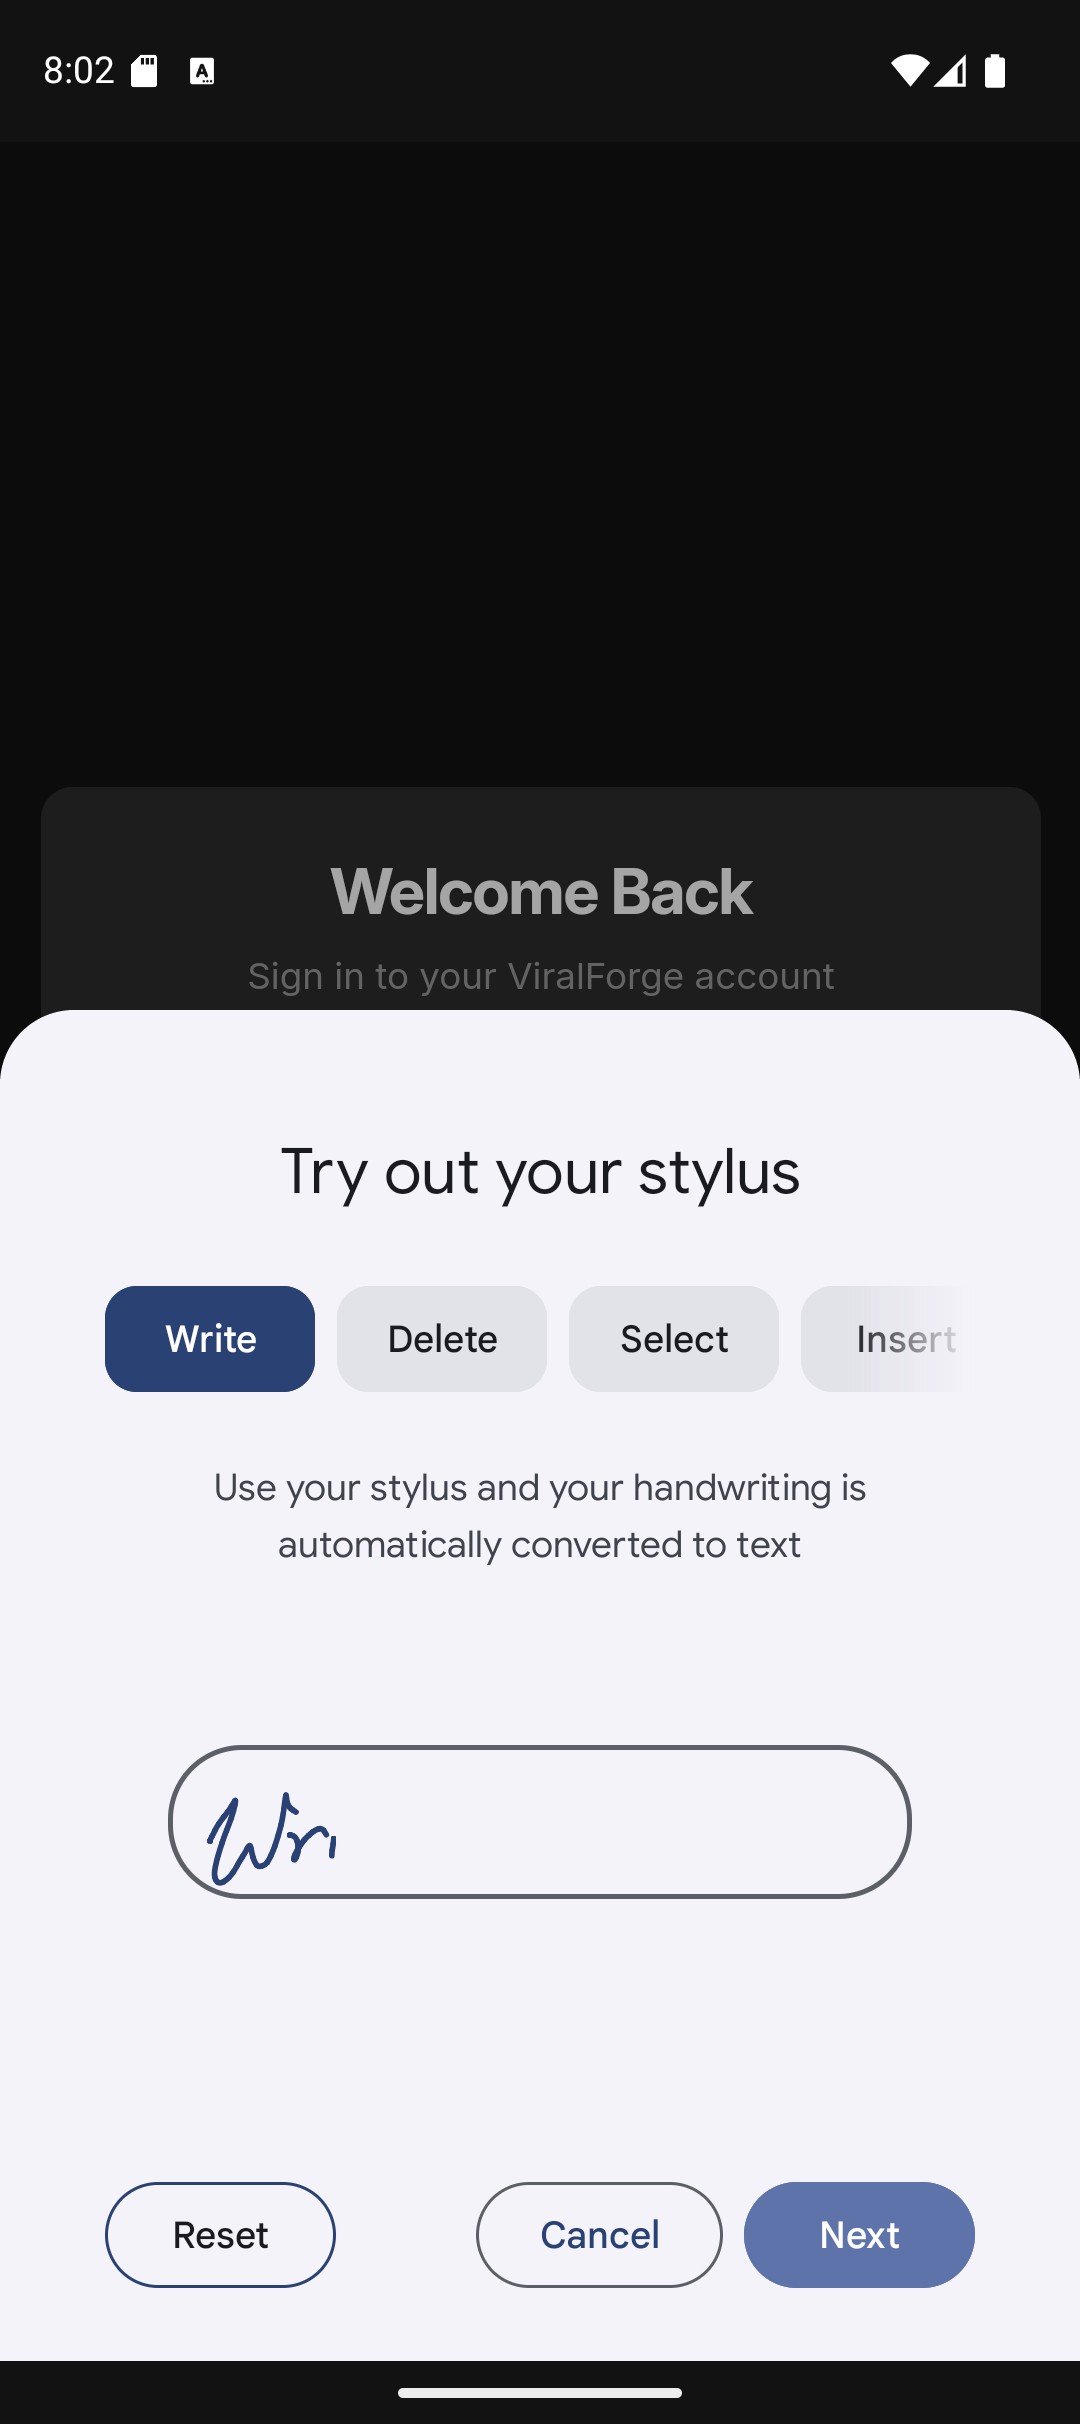 8:02
Welcome Back
Sign in to your ViralForge account
Try out your stylus
Write Delete Select Insert
Use your stylus and your handwriting is
automatically converted to text
Wri
Reset Cancel Next